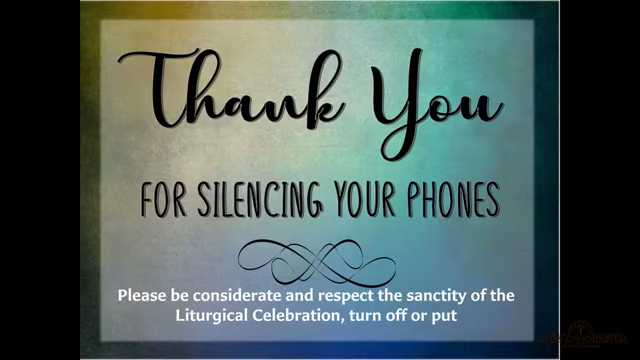 Thank You
FOR SILENCING YOUR PHONES
Please be considerate and respect the sanctity of the
Liturgical Celebration, turn off or put